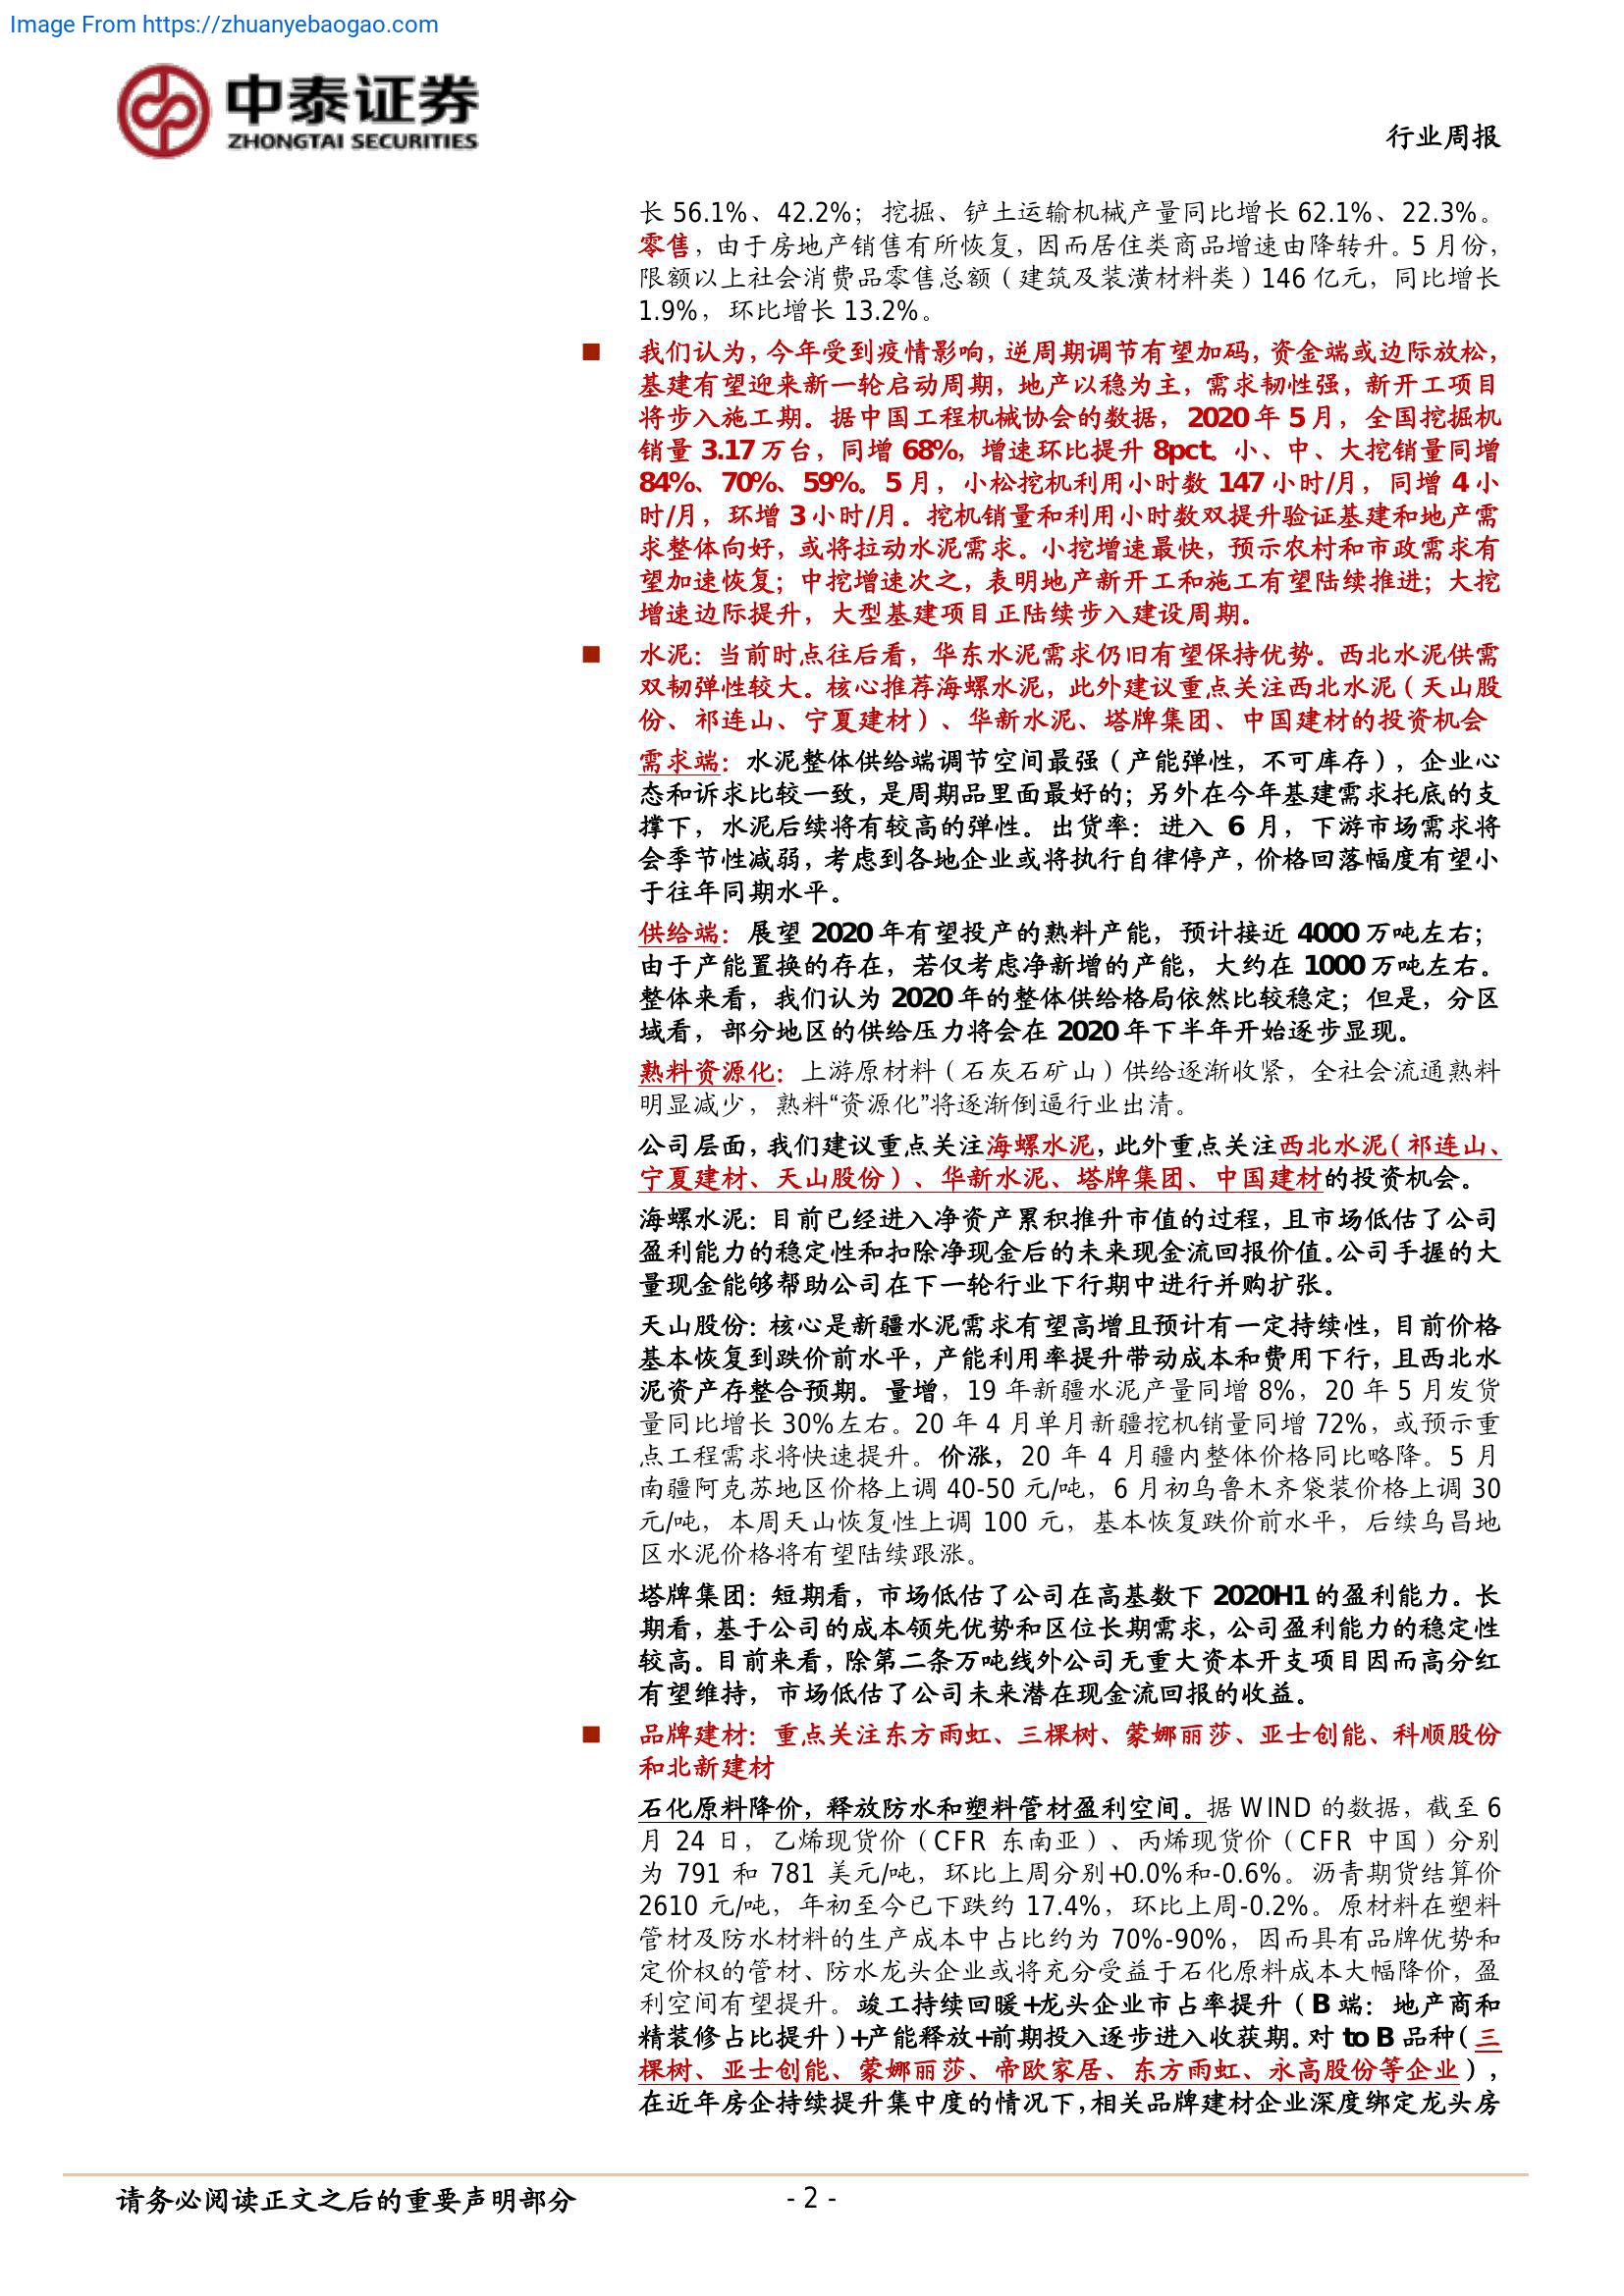 Image From https://zhuanyebaogao.com
中泰证券
ZHONGTAI SECURITIES
行业周报
长 56.1%、42.2%；挖掘、铲土运输机械产量同比增长 62.1%、22.3%。
零售，由于房地产销售有所恢复，因而居住类商品增速由降转升。5 月份，
限额以上社会消费品零售总额（建筑及装潢材料类）146 亿元，同比增长
1.9%，环比增长 13.2%。
■ 我们认为，今年受到疫情影响，逆周期调节有望加码，资金端或边际放松，
基建有望迎来新一轮启动周期，地产以稳为主，需求韧性强，新开工项目
将步入施工期。据中国工程机械协会的数据，2020 年 5 月，全国挖掘机
销量 3.17 万台，同增 68%，增速环比提升 8pct。小、中、大挖销量同增
84%、70%、59%。5 月，小松挖机利用小时数 147 小时/月，同增 4 小
时/月，环增 3 小时/月。挖机销量和利用小时数双提升验证基建和地产需
求整体向好，或将拉动水泥需求。小挖增速最快，预示农村和市政需求有
望加速恢复；中挖增速次之，表明地产新开工和施工有望陆续推进；大挖
增速边际提升，大型基建项目正陆续步入建设周期。
■ 水泥：当前时点往后看，华东水泥需求仍旧有望保持优势。西北水泥供需
双韧弹性较大。核心推荐海螺水泥，此外建议重点关注西北水泥（天山股
份、祁连山、宁夏建材）、华新水泥、塔牌集团、中国建材的投资机会
需求端：水泥整体供给端调节空间最强（产能弹性，不可库存），企业心
态和诉求比较一致，是周期品里面最好的；另外在今年基建需求托底的支
撑下，水泥后续将有较高的弹性。出货率：进入 6 月，下游市场需求将
会季节性减弱，考虑到各地企业或将执行自律停产，价格回落幅度有望小
于往年同期水平。
供给端：展望 2020 年有望投产的熟料产能，预计接近 4000 万吨左右；
由于产能置换的存在，若仅考虑净新增的产能，大约在 1000 万吨左右。
整体来看，我们认为 2020 年的整体供给格局依然比较稳定；但是，分区
域看，部分地区的供给压力将会在 2020 年下半年开始逐步显现。
熟料资源化：上游原材料（石灰石矿山）供给逐渐收紧，全社会流通熟料
明显减少，熟料“资源化”将逐渐倒逼行业出清。
公司层面，我们建议重点关注海螺水泥，此外重点关注西北水泥（祁连山、
宁夏建材、天山股份）、华新水泥、塔牌集团、中国建材的投资机会。
海螺水泥：目前已经进入净资产累积推升市值的过程，且市场低估了公司
盈利能力的稳定性和扣除净现金后的未来现金流回报价值。公司手握的大
量现金能够帮助公司在下一轮行业下行期中进行并购扩张。
天山股份：核心是新疆水泥需求有望高增且预计有一定持续性，目前价格
基本恢复到跌价前水平，产能利用率提升带动成本和费用下行，且西北水
泥资产存整合预期。量增，19 年新疆水泥产量同增 8%，20 年 5 月发货
量同比增长 30%左右。20 年 4 月单月新疆挖机销量同增 72%，或预示重
点工程需求将快速提升。价涨，20 年 4 月疆内整体价格同比略降。5 月
南疆阿克苏地区价格上调 40-50 元/吨，6 月初乌鲁木齐袋装价格上调 30
元/吨，本周天山恢复性上调 100 元，基本恢复跌价前水平，后续乌昌地
区水泥价格将有望陆续跟涨。
塔牌集团：短期看，市场低估了公司在高基数下 2020H1 的盈利能力。长
期看，基于公司的成本领先优势和区位长期需求，公司盈利能力的稳定性
较高。目前来看，除第二条万吨线外公司无重大资本开支项目因而高分红
有望维持，市场低估了公司未来潜在现金流回报的收益。
■ 品牌建材：重点关注东方雨虹、三棵树、蒙娜丽莎、亚士创能、科顺股份
和北新建材
石化原料降价，释放防水和塑料管材盈利空间。据 WIND 的数据，截至 6
月 24 日，乙烯现货价（CFR 东南亚）、丙烯现货价（CFR 中国）分别
为 791 和 781 美元/吨，环比上周分别+0.0%和-0.6%。沥青期货结算价
2610 元/吨，年初至今已下跌约 17.4%，环比上周-0.2%。原材料在塑料
管材及防水材料的生产成本中占比约为 70%-90%，因而具有品牌优势和
定价权的管材、防水龙头企业或将充分受益于石化原料成本大幅降价，盈
利空间有望提升。竣工持续回暖+龙头企业市占率提升（B 端：地产商和
精装修占比提升）+产能释放+前期投入逐步进入收获期。对 to B 品种（三
棵树、亚士创能、蒙娜丽莎、帝欧家居、东方雨虹、永高股份等企业），
在近年房企持续提升集中度的情况下，相关品牌建材企业深度绑定龙头房
请务必阅读正文之后的重要声明部分
- 2 -